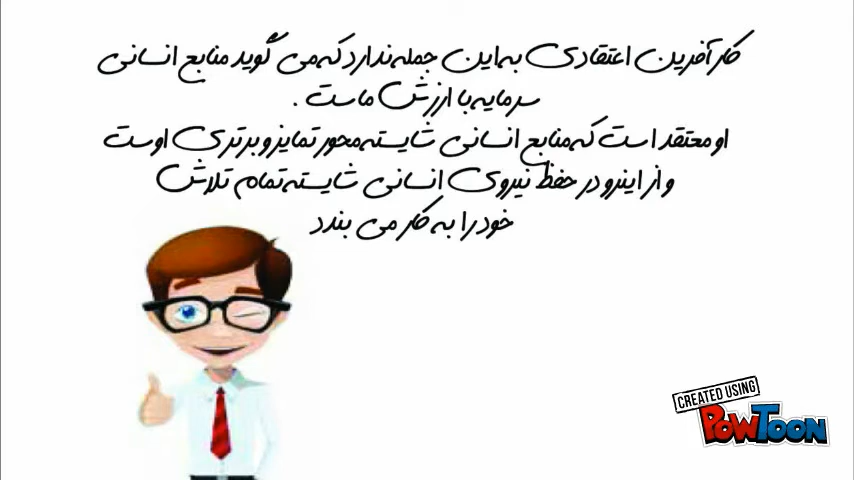 کارآفرین اعتقادی به این جمله ندارد که می گوید منابع انسانی
سرمایه با ارزش ماست .
او معتقد است که منابع انسانی شایسته محور تمایز و برتری اوست
و از اینرو در حفظ نیروی انسانی شایسته تمام تلاش
خود را به کار می بندد
CREATED USING
POWTOON